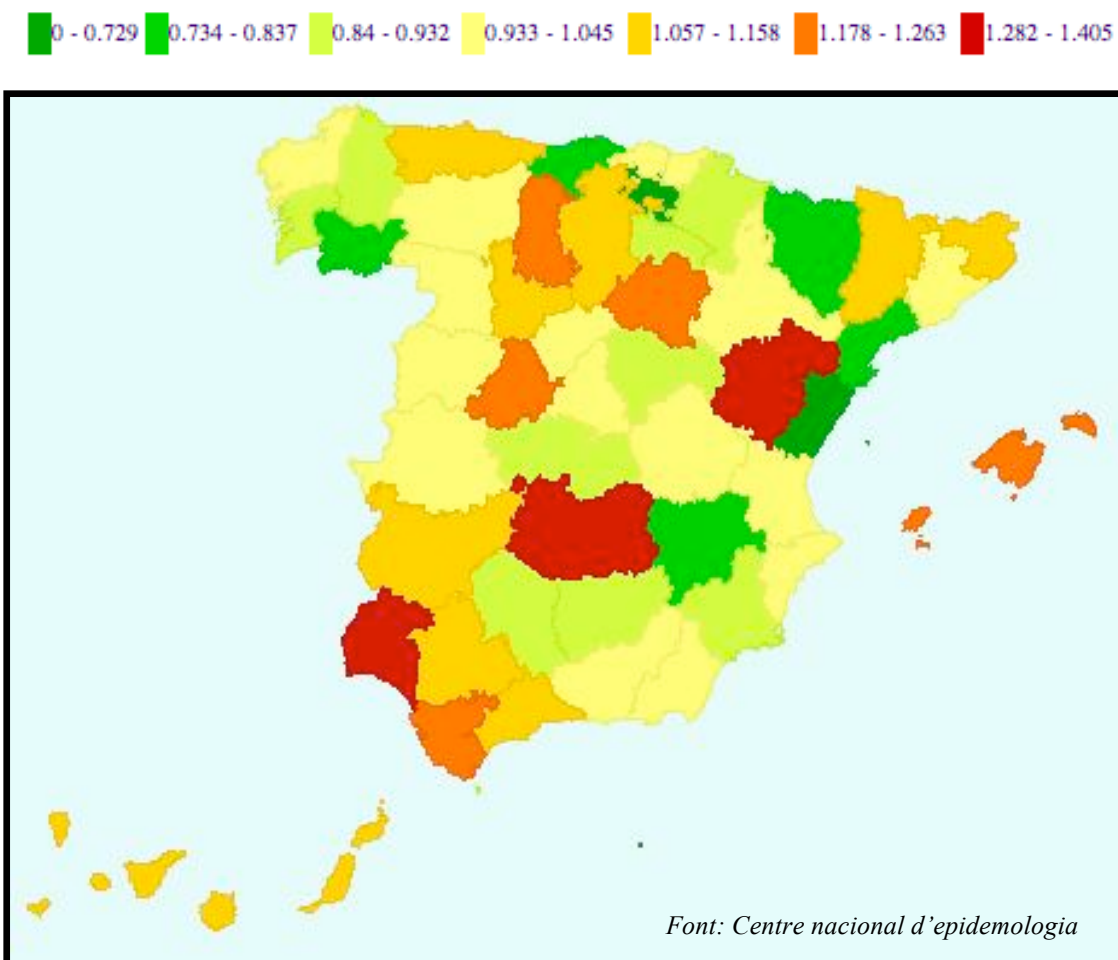 0 - 0.729 0.734 - 0.837 0.84 - 0.932 0.933 - 1.045 1.057 - 1.158 1.178 - 1.263 1.282 - 1.405
Font: Centre nacional d’epidemologia